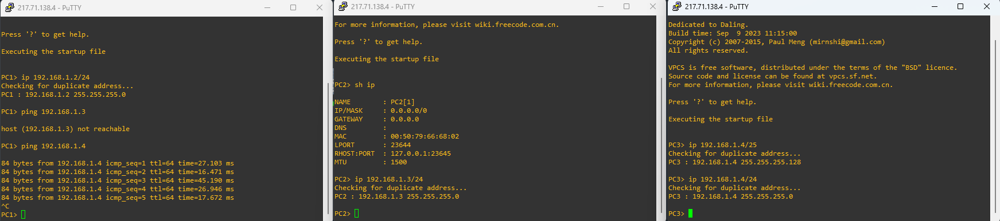 217.71.138.4 - PuTTY
Press '?' to get help.
Executing the startup file
PC1> ip 192.168.1.2/24
Checking for duplicate address...
PC1 : 192.168.1.2 255.255.255.0
PC1> ping 192.168.1.3
host (192.168.1.3) not reachable
PC1> ping 192.168.1.4
84 bytes from 192.168.1.4 icmp_seq=1 ttl=64 time=27.103 ms
84 bytes from 192.168.1.4 icmp_seq=2 ttl=64 time=16.471 ms
84 bytes from 192.168.1.4 icmp_seq=3 ttl=64 time=45.190 ms
84 bytes from 192.168.1.4 icmp_seq=4 ttl=64 time=26.946 ms
84 bytes from 192.168.1.4 icmp_seq=5 ttl=64 time=17.672 ms
^C
PC1>
217.71.138.4 - PuTTY
For more information, please visit wiki.freecode.com.cn.
Press '?' to get help.
Executing the startup file
PC2> sh ip
NAME : PC2[1]
IP/MASK : 0.0.0.0/0
GATEWAY : 0.0.0.0
DNS :
MAC : 00:50:79:66:68:02
LPORT : 23644
RHOST:PORT : 127.0.0.1:23645
MTU : 1500
PC2> ip 192.168.1.3/24
Checking for duplicate address...
PC2 : 192.168.1.3 255.255.255.0
PC2>
217.71.138.4 - PuTTY
Dedicated to Daling.
Build time: Sep  9 2023 11:15:00
Copyright (c) 2007-2015, Paul Meng (mirnshi@gmail.com)
All rights reserved.
VPCS is free software, distributed under the terms of the "BSD" licence.
Source code and license can be found at vpcs.sf.net.
For more information, please visit wiki.freecode.com.cn.
Press '?' to get help.
Executing the startup file
PC3> ip 192.168.1.4/25
Checking for duplicate address...
PC3 : 192.168.1.4 255.255.255.128
PC3> ip 192.168.1.4/24
Checking for duplicate address...
PC3 : 192.168.1.4 255.255.255.0
PC3>